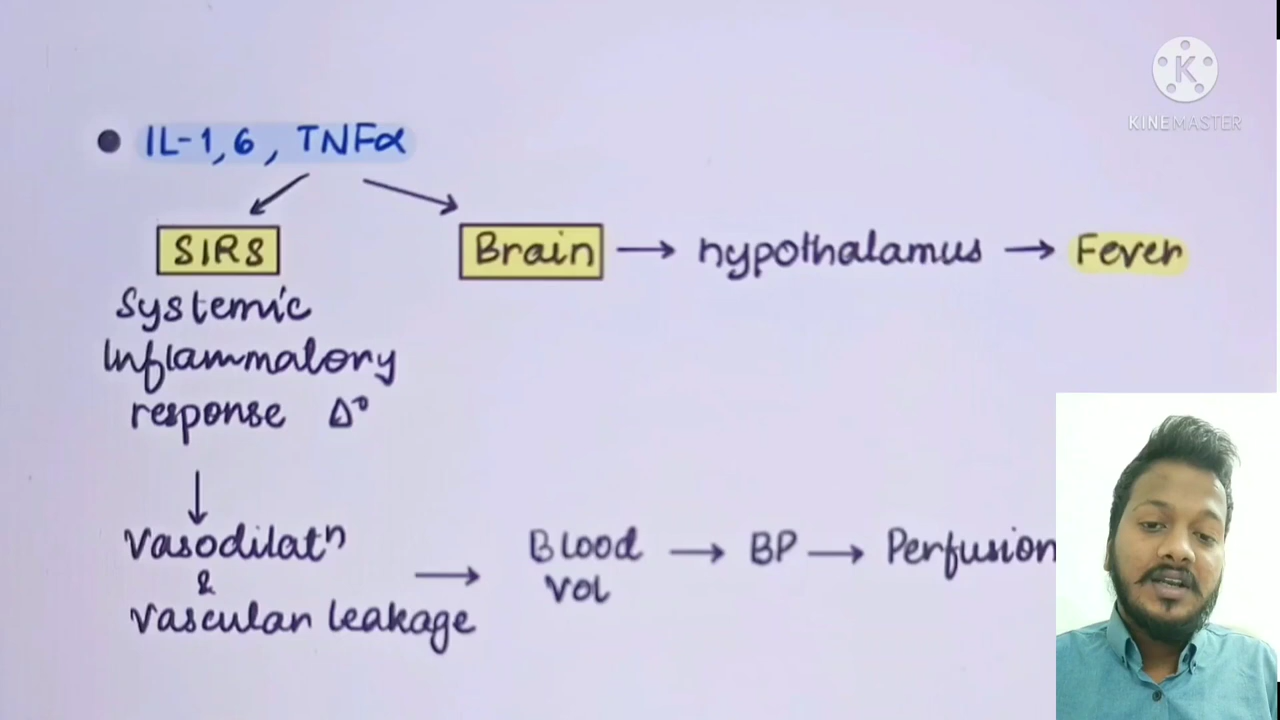 IL-1,6, TNFα
SIRS
Brain → hypothalamus → Fever
Systemic
Inflammatory
response Δ°
Vasodilatⁿ
&
Vascular leakage
→ Blood
Vol
→ BP → Perfusion
K
KINEMASTER